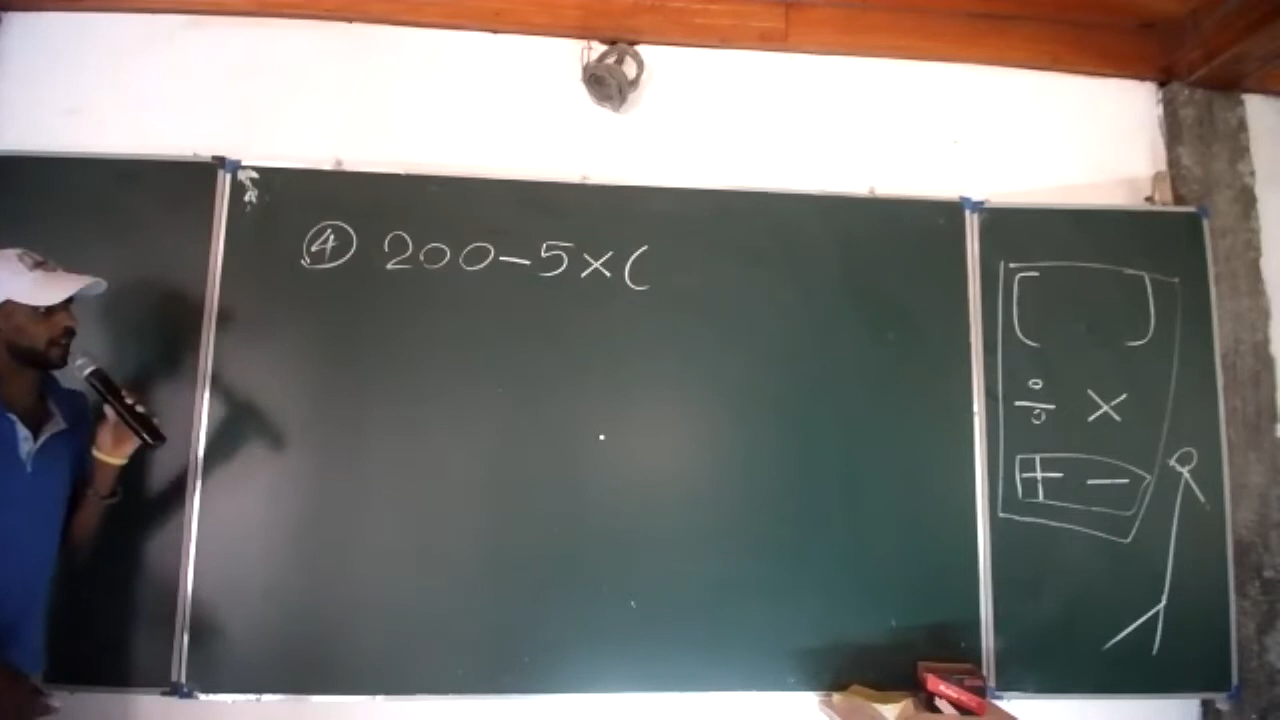 ④ 200-5×(
[ ]
÷ ×
+ -